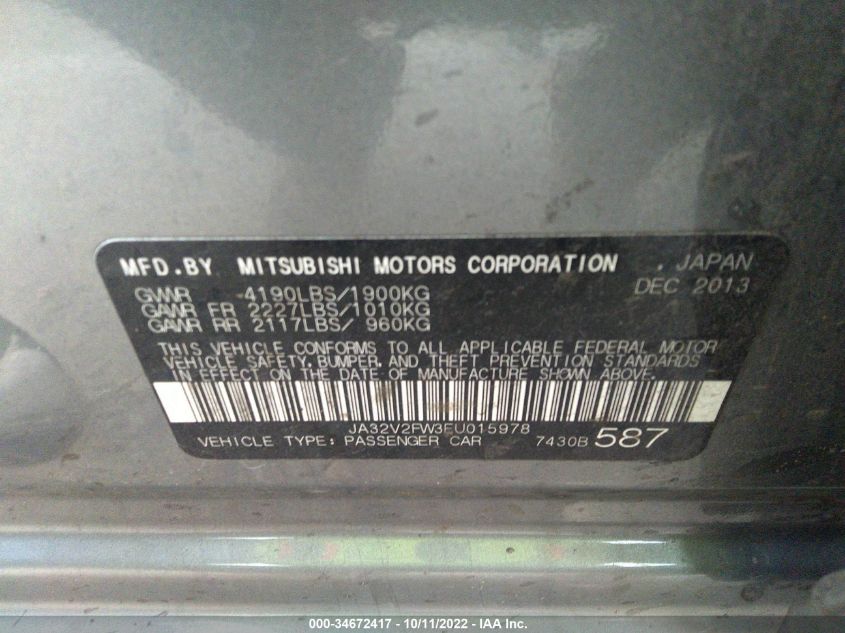 MFD.BY MITSUBISHI MOTORS CORPORATION , JAPAN
GVWR 4190LBS/1900KG DEC 2013
GAWR FR 2227LBS/1010KG
GAWR RR 2117LBS/ 960KG
THIS VEHICLE CONFORMS TO ALL APPLICABLE FEDERAL MOTOR
VEHICLE SAFETY, BUMPER, AND THEFT PREVENTION STANDARDS
IN EFFECT ON THE DATE OF MANUFACTURE SHOWN ABOVE.
JA32V2FW3EU015978
VEHICLE TYPE: PASSENGER CAR 7430B 587
000-34672417 - 10/11/2022 - IAA Inc.